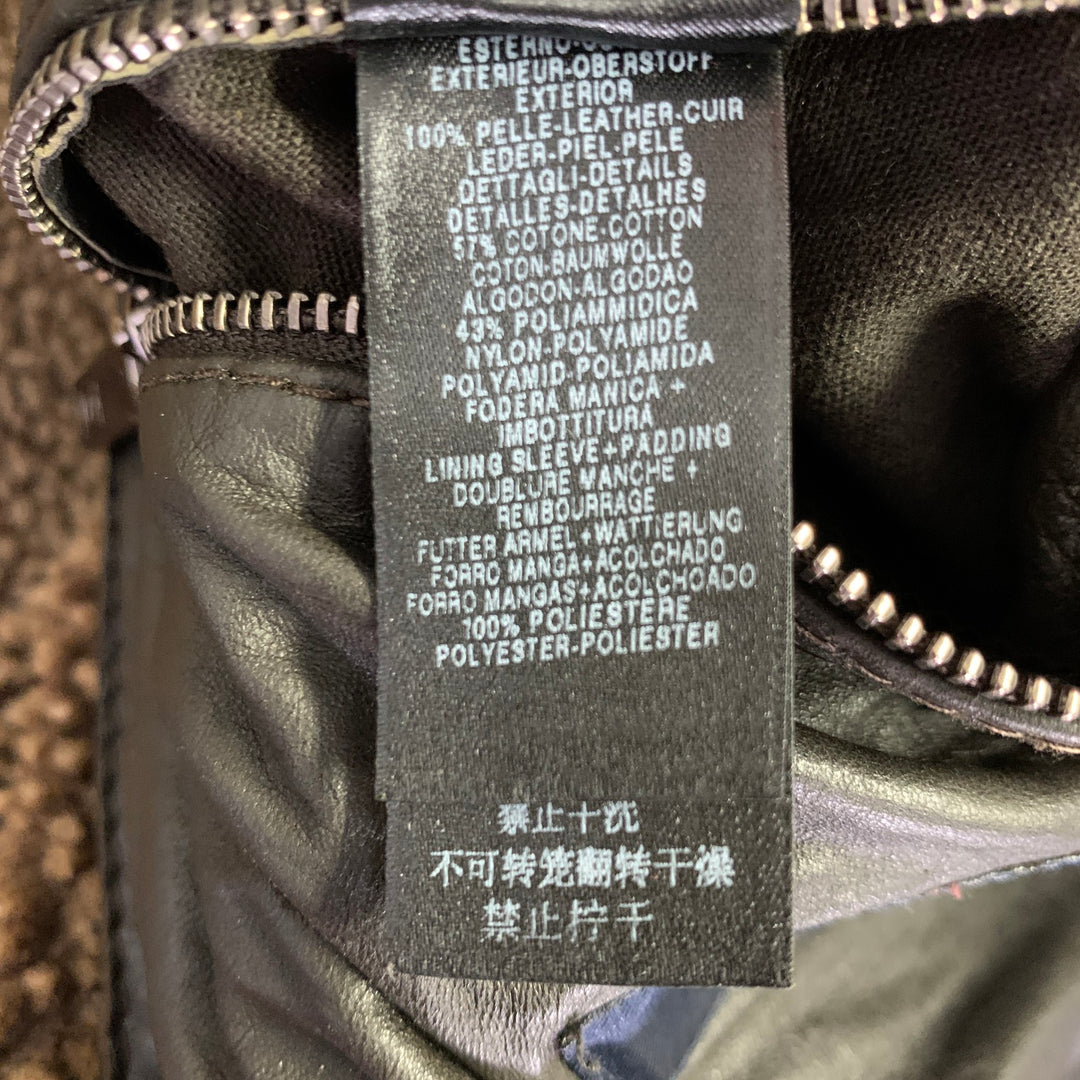 ESTERNO-
EXTERIEUR-OBERSTOFF
EXTERIOR
100% PELLE-LEATHER-CUIR
LEDER-PIEL-PELE
DETTAGLI-DETAILS
DETALLES-DETALHES
57% COTONE-COTTON
COTON-BAUMWOLLE
ALGODON-ALGODAO
43% POLIAMMIDICA
NYLON-POLYAMIDE
POLYAMID-POLIAMIDA
FODERA MANICA +
IMBOTTITURA
LINING SLEEVE+PADDING
DOUBLURE MANCHE +
REMBOURRAGE
FUTTER ARMEL+WATTIERUNG
FORRO MANGA+ACOLCHADO
FORRO MANGAS+ACOLCHOADO
100% POLIESTERE
POLYESTER-POLIESTER
禁止十洗
不可转笼翻转干燥
禁止拧干